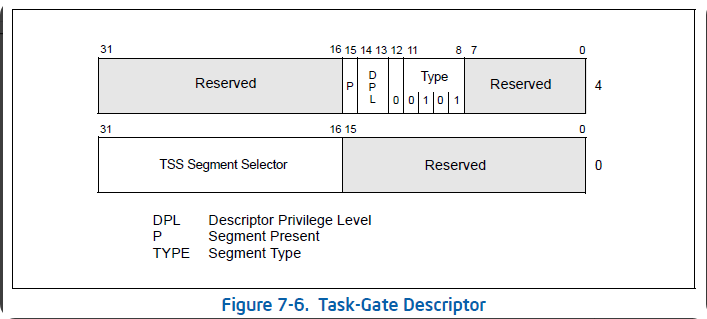 31 16 15 14 13 12 11 8 7 0
Reserved P DPL 0 Type 0 1 0 1 Reserved 4
31 16 15 0
TSS Segment Selector Reserved 0
DPL Descriptor Privilege Level
P Segment Present
TYPE Segment Type
Figure 7-6. Task-Gate Descriptor